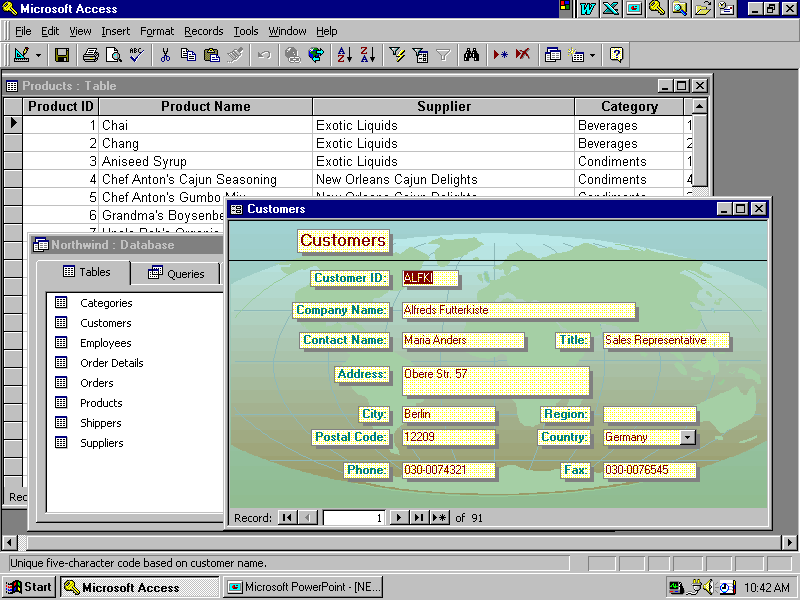 Microsoft Access
File Edit View Insert Format Records Tools Window Help
Products : Table
Product ID Product Name Supplier Category
1 Chai Exotic Liquids Beverages 1
2 Chang Exotic Liquids Beverages 2
3 Aniseed Syrup Exotic Liquids Condiments 1
4 Chef Anton's Cajun Seasoning New Orleans Cajun Delights Condiments 4
5 Chef Anton's Gumbo Mix New Orleans Cajun Delights Condiments
6 Grandma's Boysenbe
7 Uncle Bob's Organic
Customers
Northwind : Database
Tables Queries
Categories
Customers
Employees
Order Details
Orders
Products
Shippers
Suppliers
Rec
Customers
Customer ID: ALFKI
Company Name: Alfreds Futterkiste
Contact Name: Maria Anders Title: Sales Representative
Address: Obere Str. 57
City: Berlin Region:
Postal Code: 12209 Country: Germany
Phone: 030-0074321 Fax: 030-0076545
Record: 1 of 91
Unique five-character code based on customer name.
Start Microsoft Access Microsoft PowerPoint - [NE... 10:42 AM